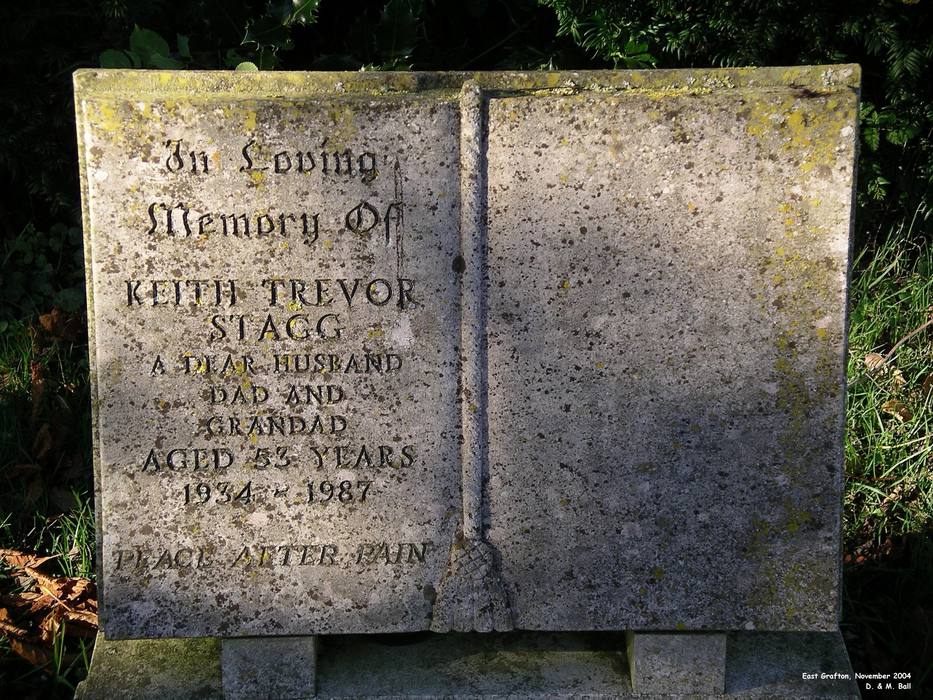 In Loving
Memory Of
KEITH TREVOR
STAGG
A DEAR HUSBAND
DAD AND
GRANDAD
AGED 53 YEARS
1934 - 1987
PEACE AFTER PAIN
East Grafton, November 2004
D. & M. Ball